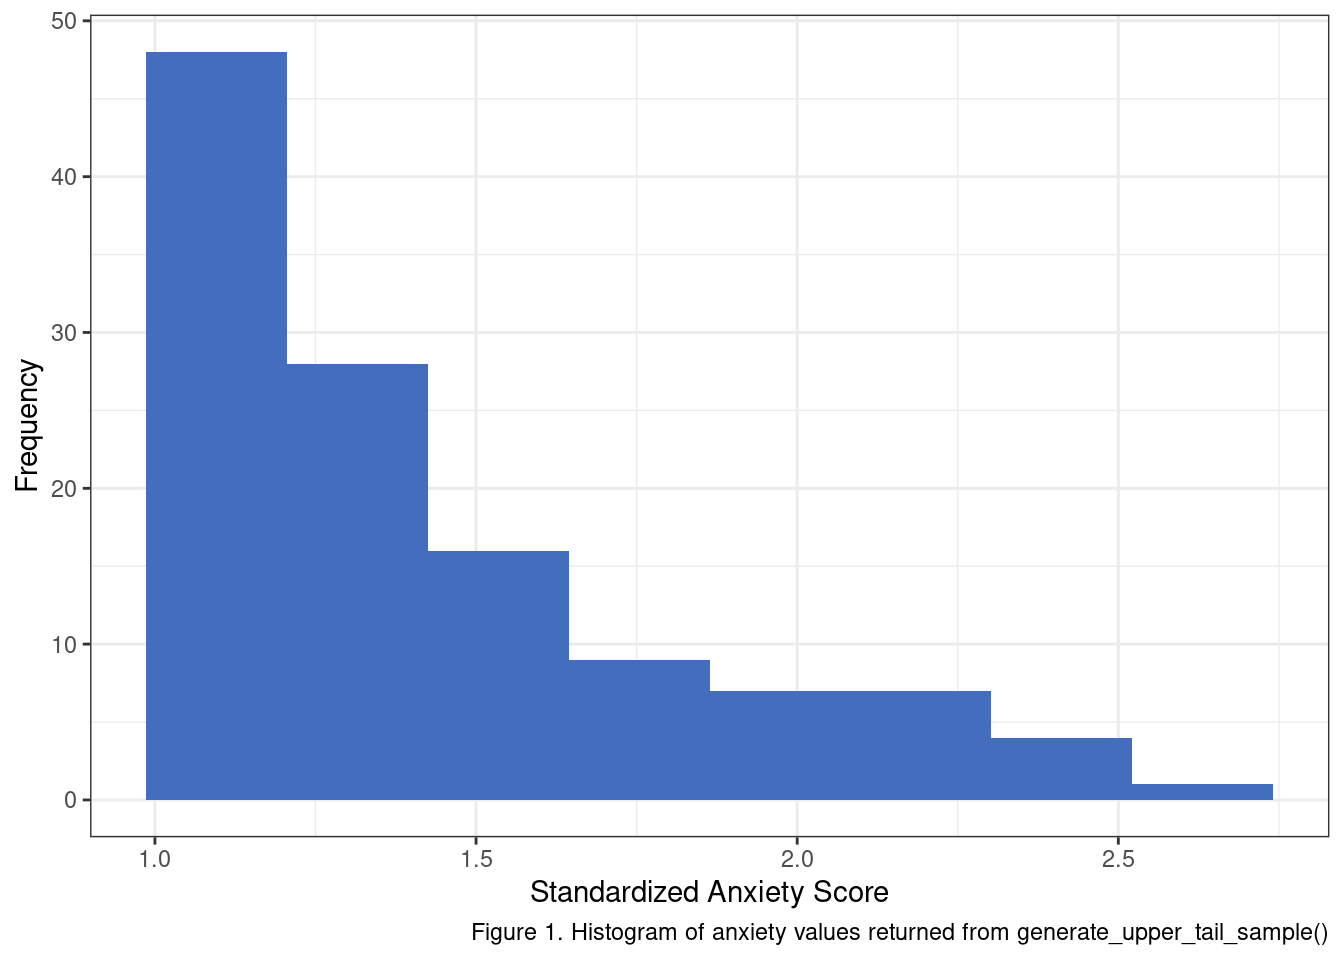 50
40
30
20
10
0
Frequency
1.0 1.5 2.0 2.5
Standardized Anxiety Score
Figure 1. Histogram of anxiety values returned from generate_upper_tail_sample()